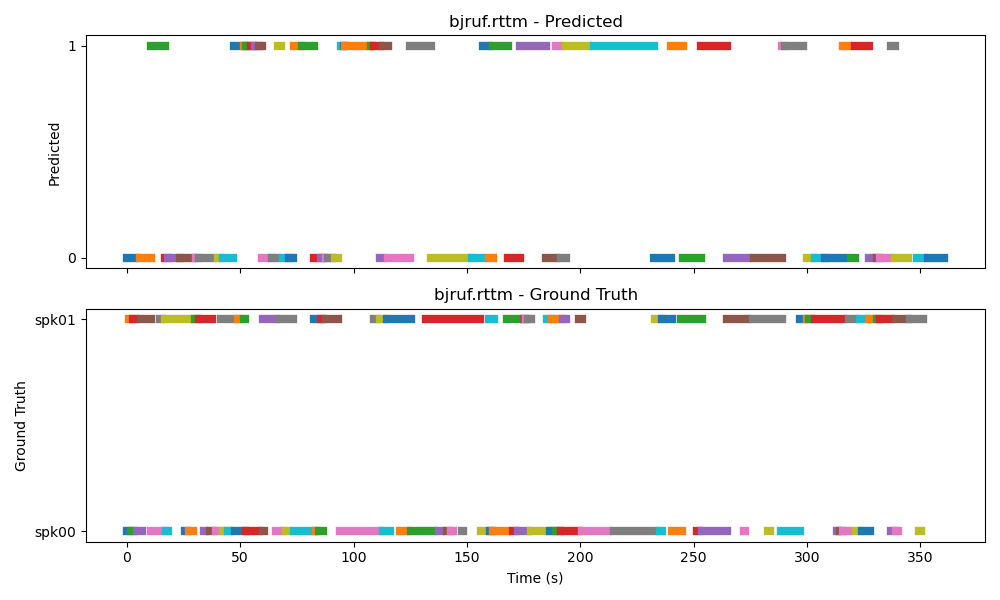 bjruf.rttm - Predicted
1
Predicted
0
bjruf.rttm - Ground Truth
spk01
Ground Truth
spk00
0 50 100 150 200 250 300 350
Time (s)